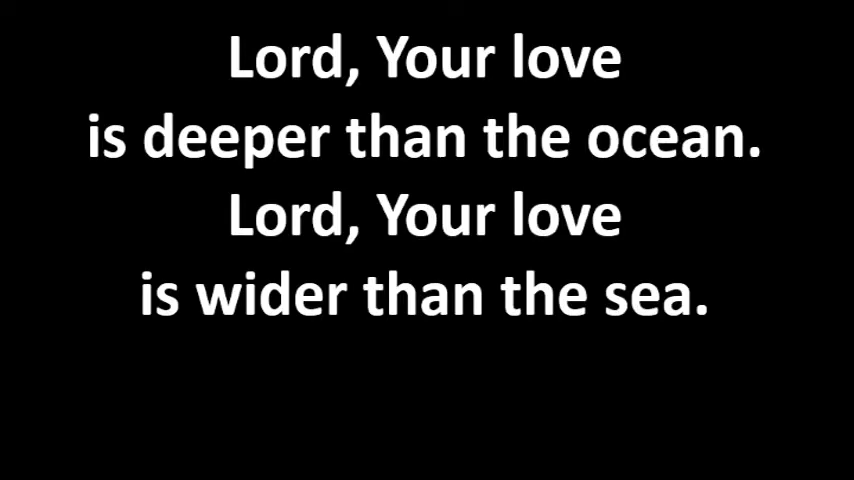 Lord, Your love
is deeper than the ocean.
Lord, Your love
is wider than the sea.